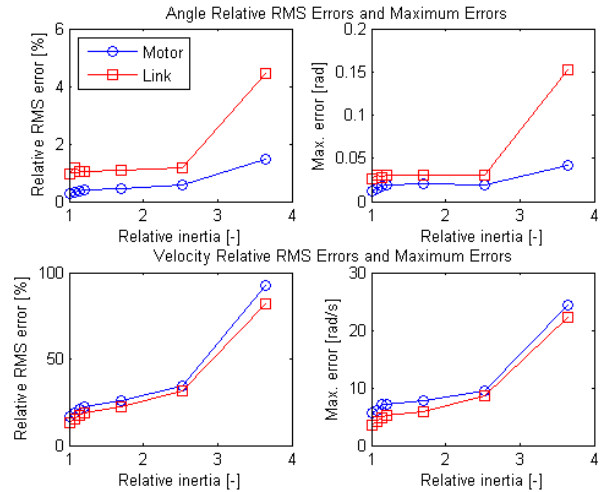 Angle Relative RMS Errors and Maximum Errors
Relative RMS error [%]
6
4
2
0
Motor
Link
1
2
3
4
Relative inertia [-]
Max. error [rad]
0.2
0.15
0.1
0.05
0
1
2
3
4
Relative inertia [-]
Velocity Relative RMS Errors and Maximum Errors
Relative RMS error [%]
100
50
0
1
2
3
4
Relative inertia [-]
Max. error [rad/s]
30
20
10
0
1
2
3
4
Relative inertia [-]